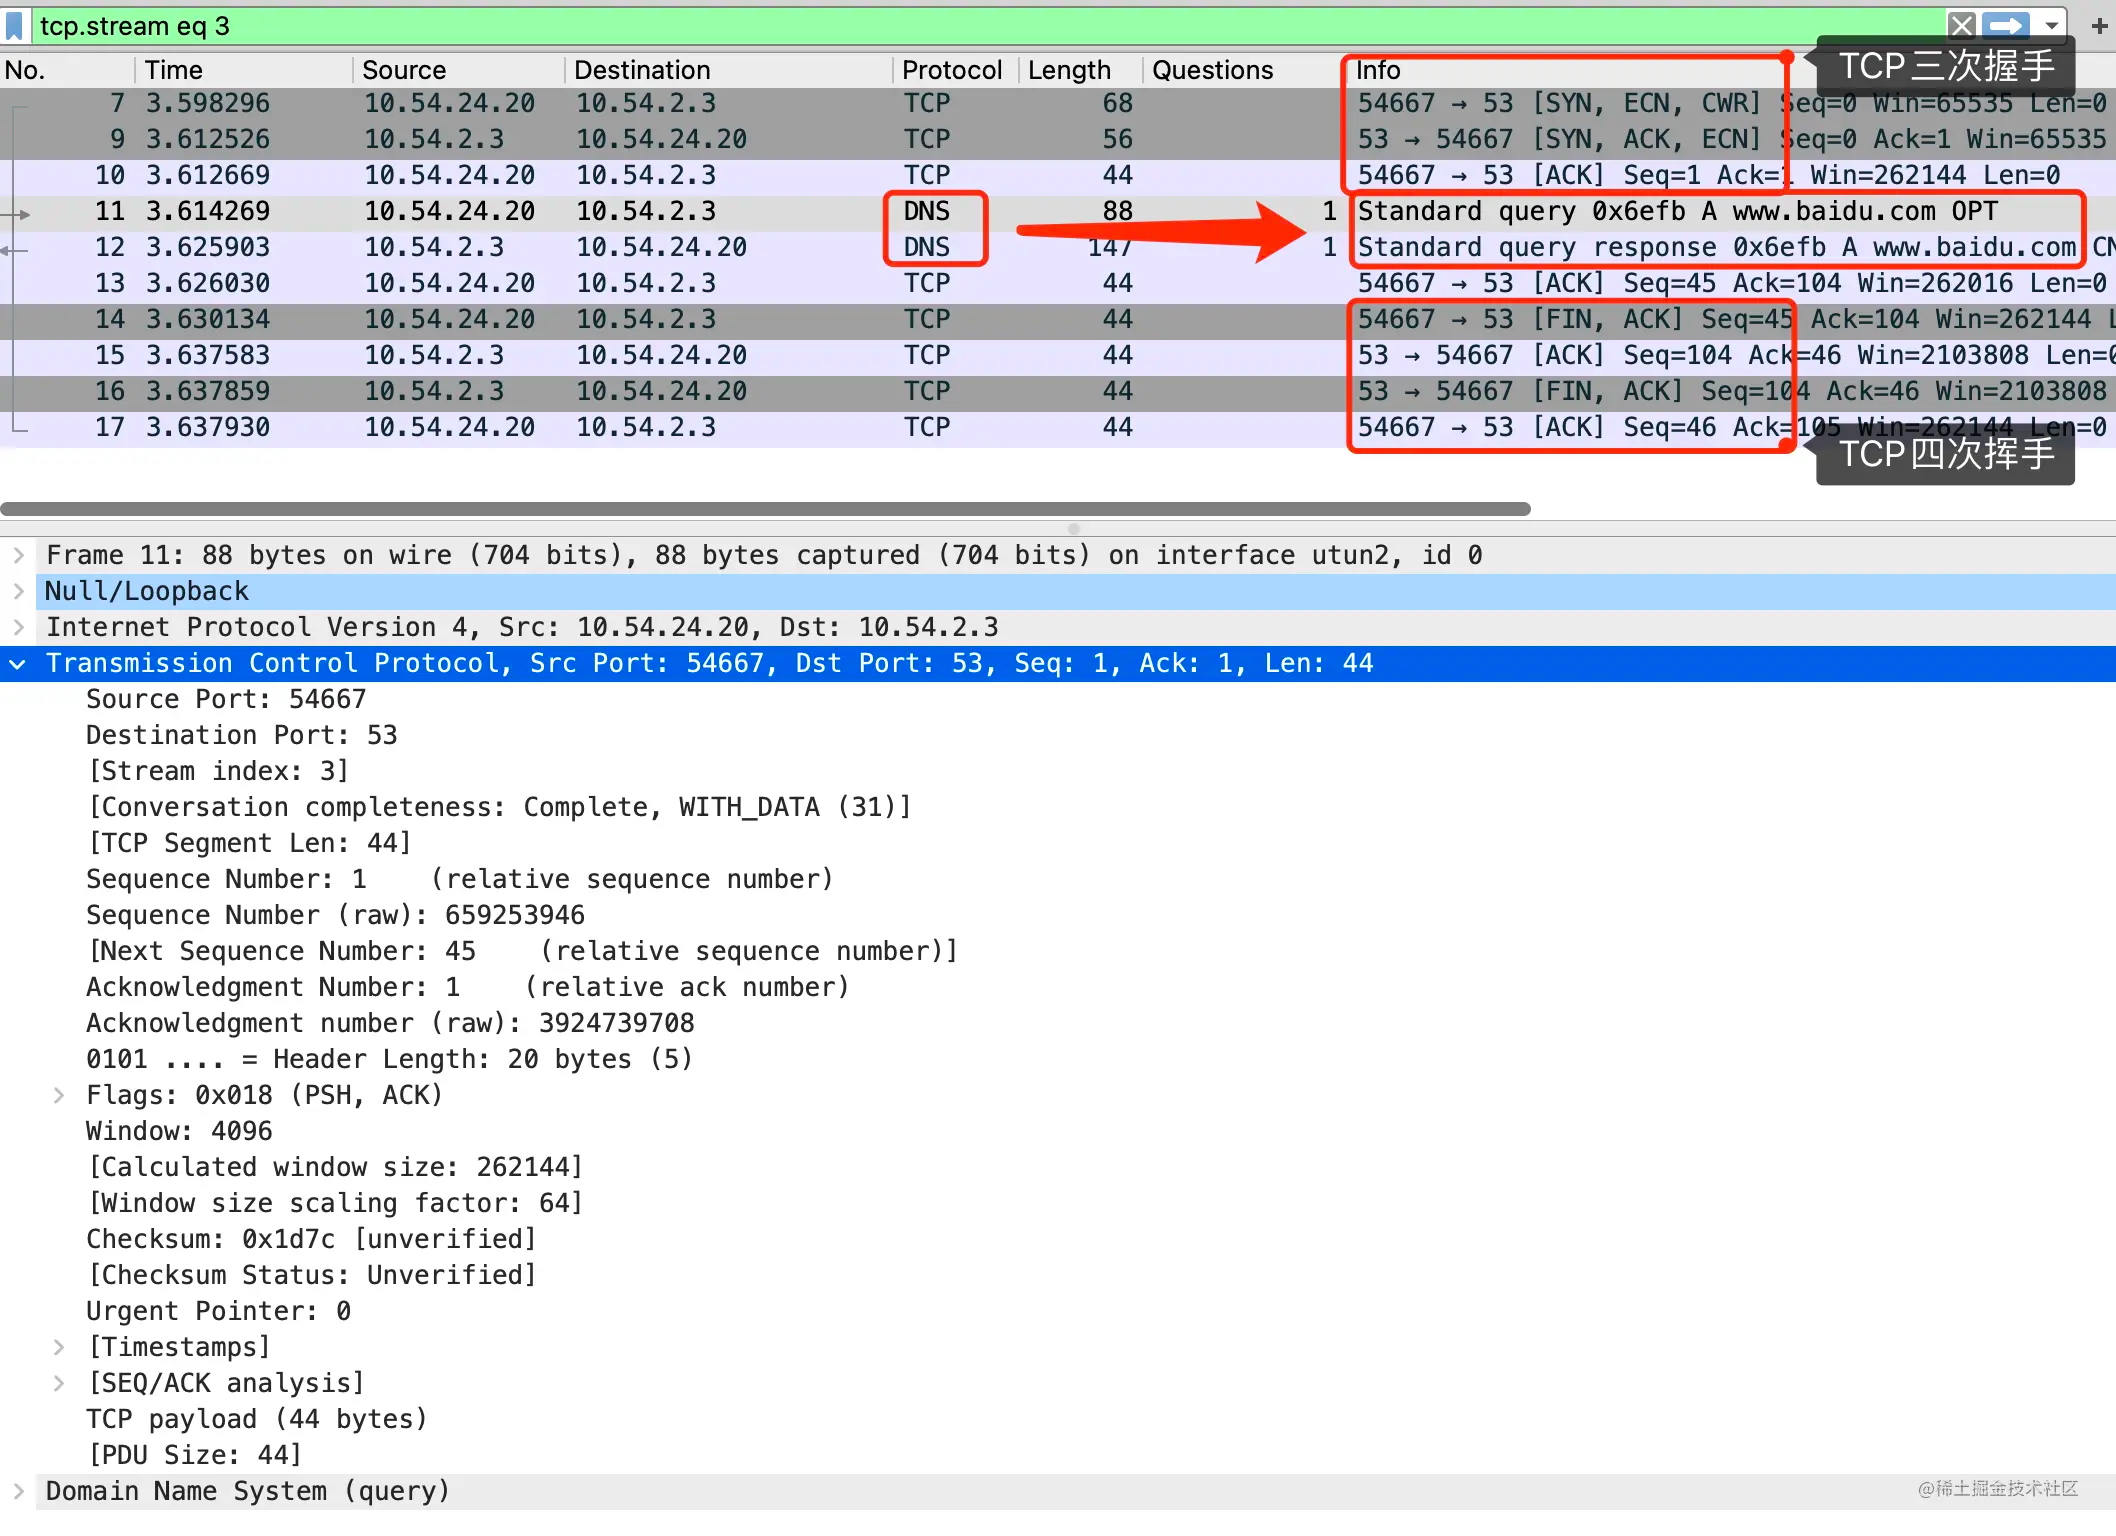 tcp.stream eq 3
+
No. Time Source Destination Protocol Length Questions Info
TCP三次握手
7 3.598296 10.54.24.20 10.54.2.3 TCP 68 54667 → 53 [SYN, ECN, CWR] Seq=0 Win=65535 Len=0
9 3.612526 10.54.2.3 10.54.24.20 TCP 56 53 → 54667 [SYN, ACK, ECN] Seq=0 Ack=1 Win=65535
10 3.612669 10.54.24.20 10.54.2.3 TCP 44 54667 → 53 [ACK] Seq=1 Ack=1 Win=262144 Len=0
11 3.614269 10.54.24.20 10.54.2.3 DNS 88 1 Standard query 0x6efb A www.baidu.com OPT
12 3.625903 10.54.2.3 10.54.24.20 DNS 147 1 Standard query response 0x6efb A www.baidu.com CN
13 3.626030 10.54.24.20 10.54.2.3 TCP 44 54667 → 53 [ACK] Seq=45 Ack=104 Win=262016 Len=0
14 3.630134 10.54.24.20 10.54.2.3 TCP 44 54667 → 53 [FIN, ACK] Seq=45 Ack=104 Win=262144 L
15 3.637583 10.54.2.3 10.54.24.20 TCP 44 53 → 54667 [ACK] Seq=104 Ack=46 Win=2103808 Len=0
16 3.637859 10.54.2.3 10.54.24.20 TCP 44 53 → 54667 [FIN, ACK] Seq=104 Ack=46 Win=2103808
17 3.637930 10.54.24.20 10.54.2.3 TCP 44 54667 → 53 [ACK] Seq=46 Ack=105 Win=262144 Len=0
TCP四次挥手
Frame 11: 88 bytes on wire (704 bits), 88 bytes captured (704 bits) on interface utun2, id 0
Null/Loopback
Internet Protocol Version 4, Src: 10.54.24.20, Dst: 10.54.2.3
Transmission Control Protocol, Src Port: 54667, Dst Port: 53, Seq: 1, Ack: 1, Len: 44
Source Port: 54667
Destination Port: 53
[Stream index: 3]
[Conversation completeness: Complete, WITH_DATA (31)]
[TCP Segment Len: 44]
Sequence Number: 1 (relative sequence number)
Sequence Number (raw): 659253946
[Next Sequence Number: 45 (relative sequence number)]
Acknowledgment Number: 1 (relative ack number)
Acknowledgment number (raw): 3924739708
0101 .... = Header Length: 20 bytes (5)
Flags: 0x018 (PSH, ACK)
Window: 4096
[Calculated window size: 262144]
[Window size scaling factor: 64]
Checksum: 0x1d7c [unverified]
[Checksum Status: Unverified]
Urgent Pointer: 0
[Timestamps]
[SEQ/ACK analysis]
TCP payload (44 bytes)
[PDU Size: 44]
Domain Name System (query)
@稀土掘金技术社区